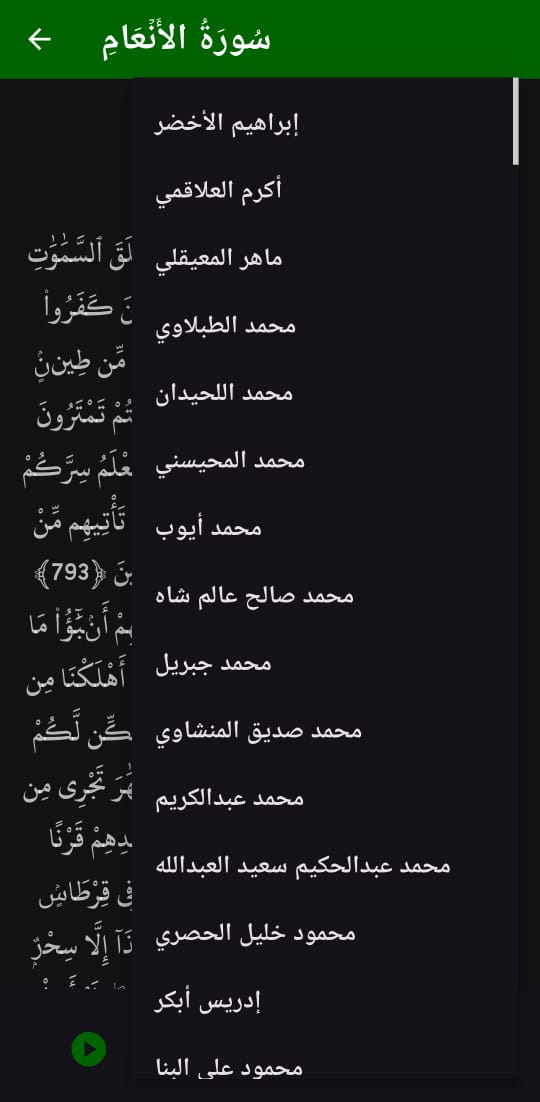 سُورَةُ الأَنْعَامِ
إبراهيم الأخضر
أكرم العلاقمي
ماهر المعيقلي
محمد الطبلاوي
محمد اللحيدان
محمد المحيسني
محمد أيوب
محمد صالح عالم شاه
محمد جبريل
محمد صديق المنشاوي
محمد عبدالكريم
محمد عبدالحكيم سعيد العبدالله
محمود خليل الحصري
إدريس أبكر
محمود علي البنا
ٱلسَّمَٰوَٰتِ
كَفَرُوا۟
مِّن طِينٍ
تَمْتَرُونَ
سِرَّكُمْ
تَأْتِيهِم مِّنْ
﴿793﴾
أَنۢبَٰٓؤُا۟ مَا
أَهْلَكْنَا مِن
لَّكُمْ
تَجْرِى مِن
قَرْنًا
قِرْطَاسٍ
إِلَّا سِحْرٌ